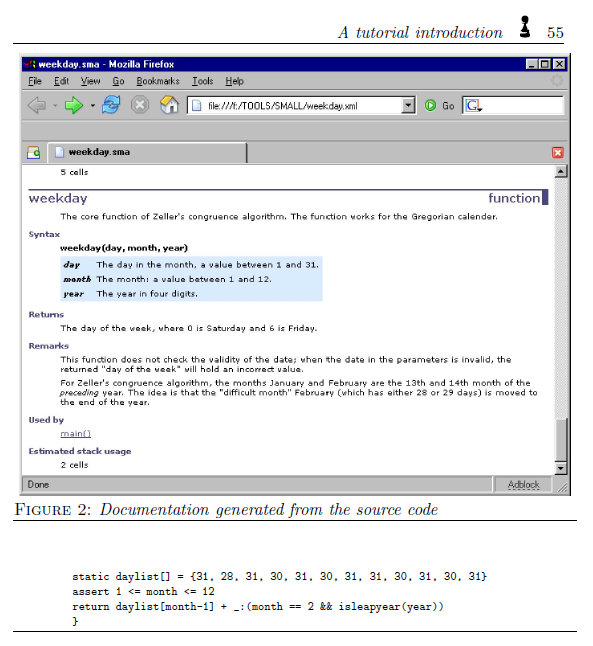 A tutorial introduction 55
weekday.sma - Mozilla Firefox
File Edit View Go Bookmarks Tools Help
file:///f:/TOOLS/SMALL/weekday.xml Go G
weekday.sma
5 cells
weekday function
The core function of Zeller's congruence algorithm. The function works for the Gregorian calender.
Syntax
weekday(day, month, year)
day The day in the month, a value between 1 and 31.
month The month: a value between 1 and 12.
year The year in four digits.
Returns
The day of the week, where 0 is Saturday and 6 is Friday.
Remarks
This function does not check the validity of the date; when the date in the parameters is invalid, the
returned "day of the week" will hold an incorrect value.
For Zeller's congruence algorithm, the months January and February are the 13th and 14th month of the
preceding year. The idea is that the "difficult month" February (which has either 28 or 29 days) is moved to
the end of the year.
Used by
main()
Estimated stack usage
2 cells
Done Adblock
FIGURE 2: Documentation generated from the source code
static daylist[] = {31, 28, 31, 30, 31, 30, 31, 31, 30, 31, 30, 31}
assert 1 <= month <= 12
return daylist[month-1] + _:(month == 2 && isleapyear(year))
}